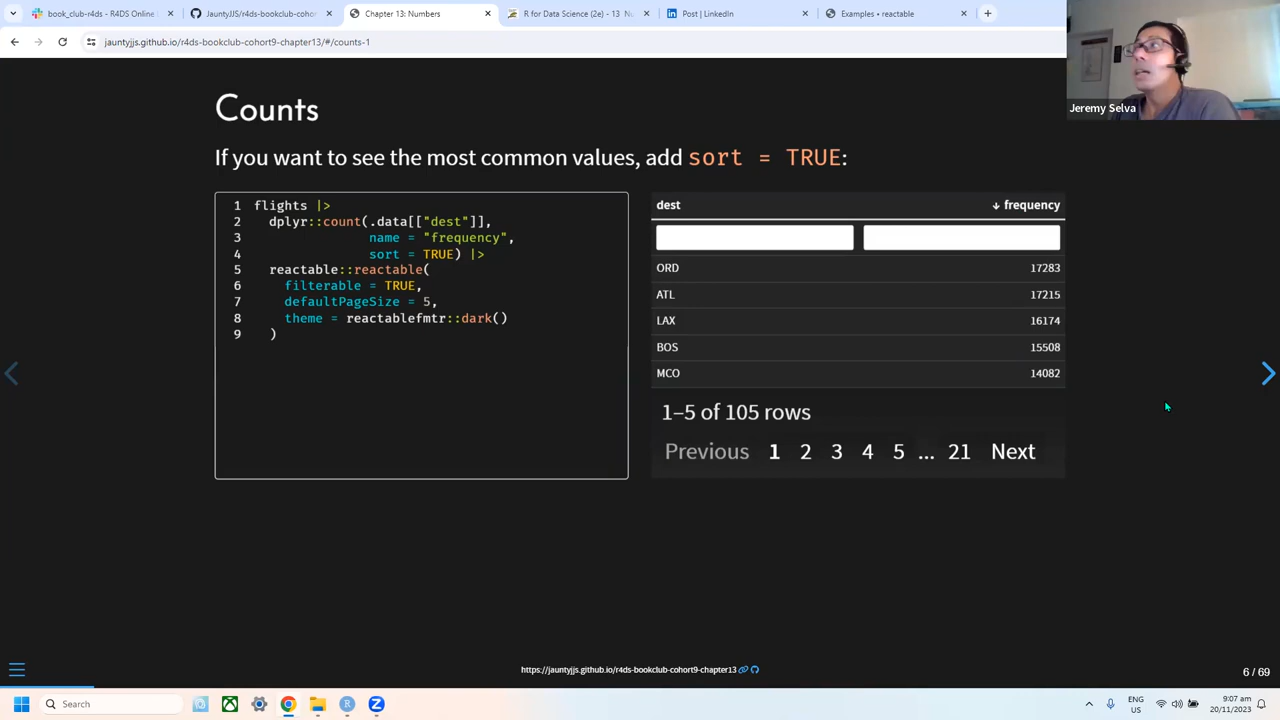 book_club-r4ds - R4DS Online
JauntyJJS/r4ds-bookclub-cohor
Chapter 13: Numbers
R for Data Science (2e) - 13 Nu
Post | LinkedIn
Examples – reactable
jauntyjjs.github.io/r4ds-bookclub-cohort9-chapter13/#/counts-1
Jeremy Selva
Counts
If you want to see the most common values, add sort = TRUE:
1 flights |>
2 dplyr::count(.data[["dest"]],
3 name = "frequency",
4 sort = TRUE) |>
5 reactable::reactable(
6 filterable = TRUE,
7 defaultPageSize = 5,
8 theme = reactablefmtr::dark()
9 )
dest ↓ frequency
ORD 17283
ATL 17215
LAX 16174
BOS 15508
MCO 14082
1–5 of 105 rows
Previous 1 2 3 4 5 ... 21 Next
https://jauntyjjs.github.io/r4ds-bookclub-cohort9-chapter13
6 / 69
Search
ENG
US
9:07 am
20/11/2023